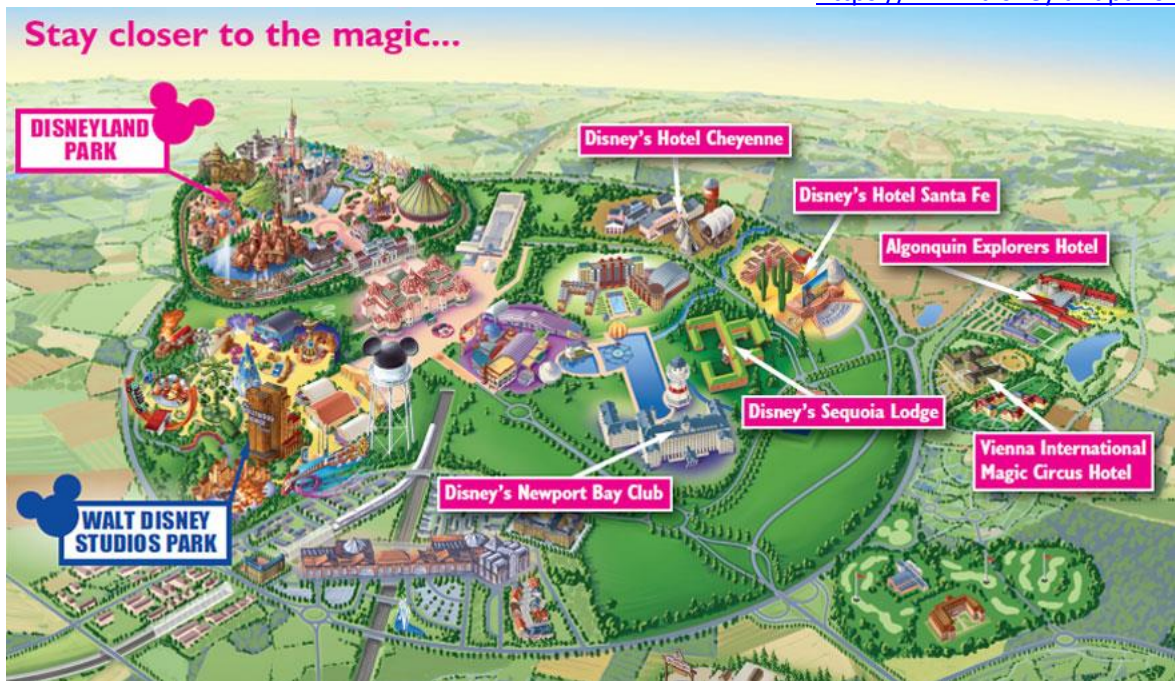 Stay closer to the magic...
DISNEYLAND
PARK
Disney's Hotel Cheyenne
Disney's Hotel Santa Fe
Algonquin Explorers Hotel
Disney's Sequoia Lodge
Vienna International
Magic Circus Hotel
Disney's Newport Bay Club
WALT DISNEY
STUDIOS PARK